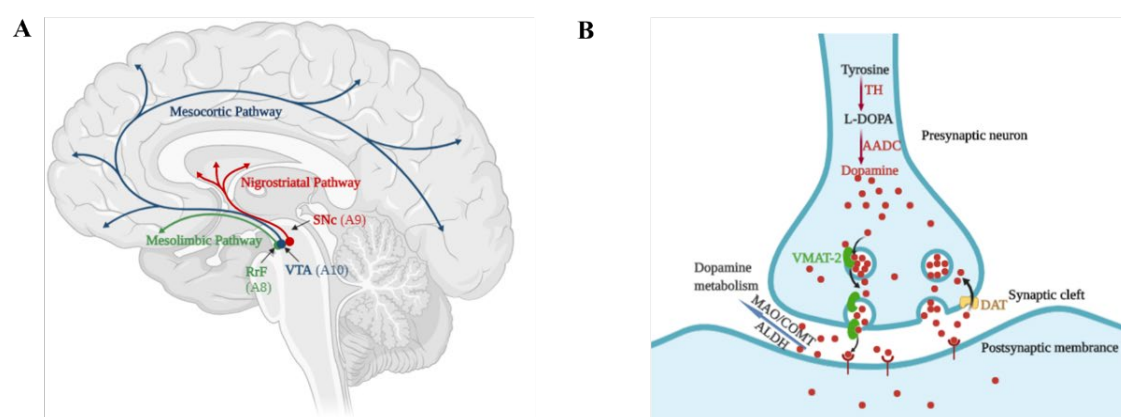 A
Mesocortic Pathway
Nigrostriatal Pathway
SNc (A9)
Mesolimbic Pathway
RrF
(A8)
VTA (A10)
B
Tyrosine
TH
L-DOPA
AADC
Dopamine
Presynaptic neuron
VMAT-2
Dopamine
metabolism
MAO/COMT
ALDH
DAT
Synaptic cleft
Postsynaptic membrance